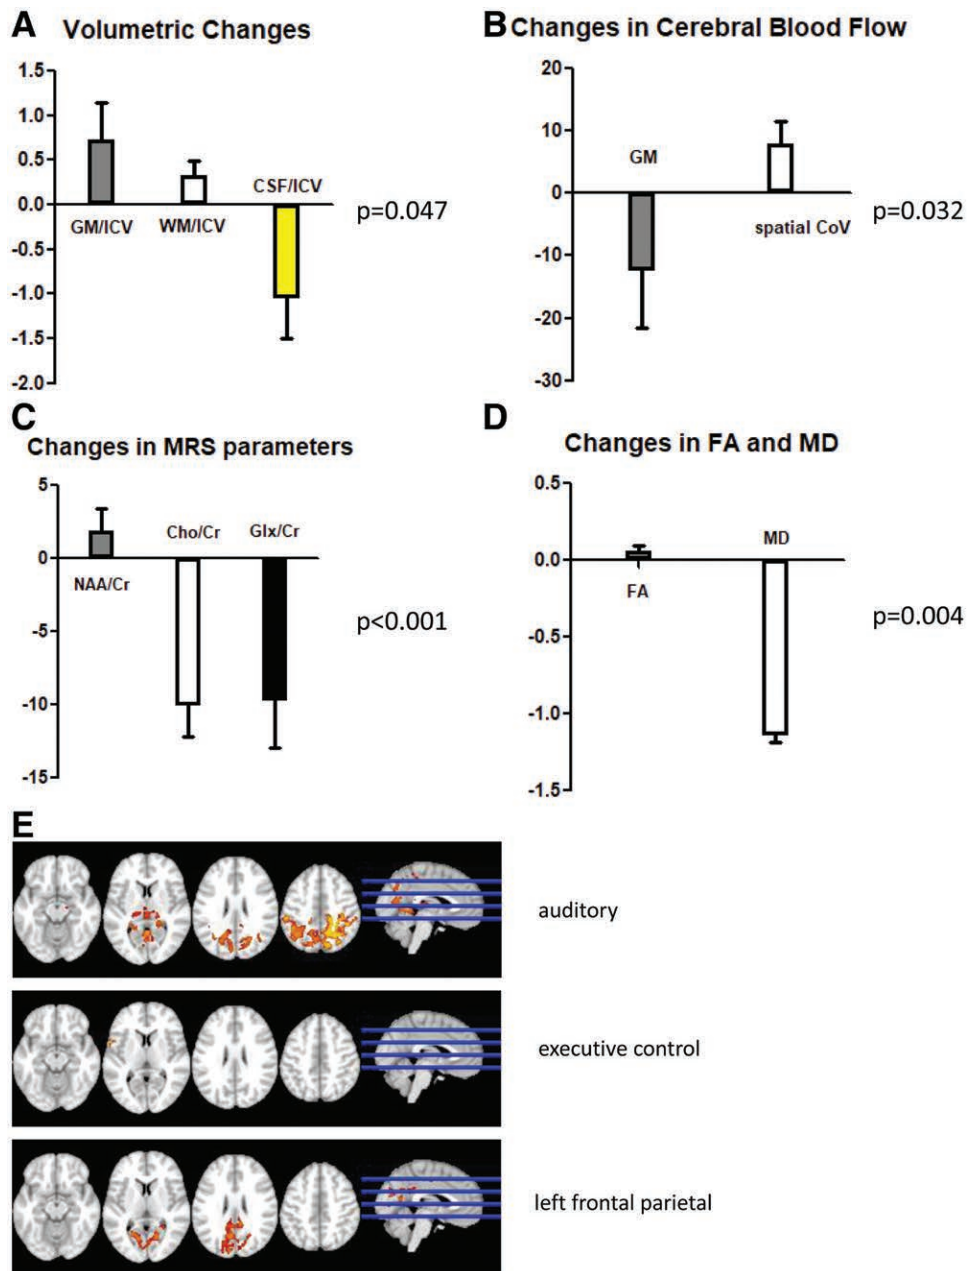 A Volumetric Changes
1.5
1.0
0.5
0.0
-0.5
-1.0
-1.5
-2.0
GM/ICV
WM/ICV
CSF/ICV
p=0.047
B Changes in Cerebral Blood Flow
20
10
0
-10
-20
-30
GM
spatial CoV
p=0.032
C
Changes in MRS parameters
5
0
-5
-10
-15
NAA/Cr
Cho/Cr
Glx/Cr
p<0.001
D
Changes in FA and MD
0.5
0.0
-0.5
-1.0
-1.5
FA
MD
p=0.004
E
auditory
executive control
left frontal parietal